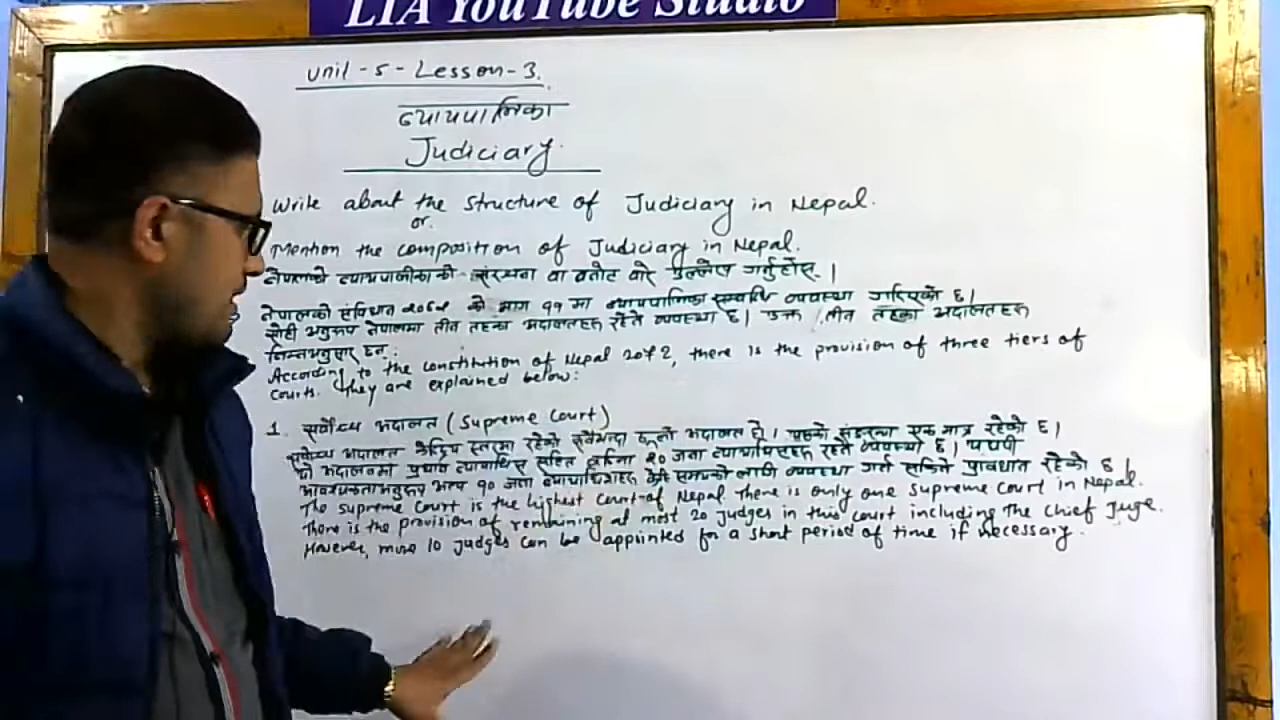 LIA YouTube Studio
Unit - 5 - Lesson - 3.
न्यायपालिका
Judiciary.
Write about the structure of Judiciary in Nepal.
or.
Mention the composition of Judiciary in Nepal.
नेपालको न्यायपालिकाको संरचना वा बनोट बारे उल्लेख गर्नुहोस् ।
नेपालको संविधान २०७२ को भाग ११ मा न्यायपालिका सम्बन्धि व्यवस्था गरिएको छ ।
सोही अनुरूप नेपालमा तीन तहका अदालतहरू रहेने व्यवस्था छ । उक्त तीन तहका अदालतहरू
निम्नअनुसार छन् :
According to the constitution of Nepal 2072, there is the provision of three tiers of
courts. They are explained below:
1. सर्वोच्च अदालत (Supreme Court)
सर्वोच्च अदालत केन्द्रिय स्तरमा रहेको सबैभन्दा ठूलो अदालत हो । यसको संख्या एक मात्र रहेको छ ।
यो अदालतमा प्रधान न्यायाधिस सहित बढिमा २० जना न्यायाधिसहरू रहने व्यवस्था छ । यद्यपी
आवश्यकताअनुरूप अन्य १० जना न्यायाधिशहरू केही समयको लागी व्यवस्था गर्न सकिने प्रावधान रहेको छ ।
The Supreme Court is the highest court of Nepal. There is only one Supreme Court in Nepal.
There is the provision of remaining at most 20 Judges in this court including The Chief Juge.
However, more 10 Judges can be appointed for a short period of time if necessary.